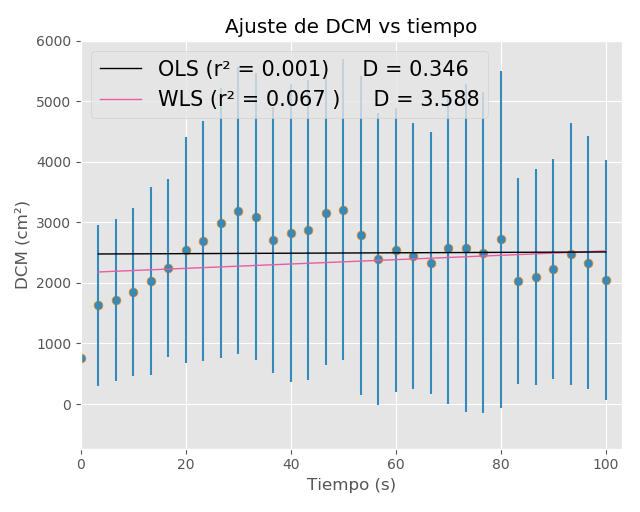 Ajuste de DCM vs tiempo
OLS (r² = 0.001) D = 0.346
WLS (r² = 0.067 ) D = 3.588
DCM (cm²)
6000
5000
4000
3000
2000
1000
0
0 20 40 60 80 100
Tiempo (s)